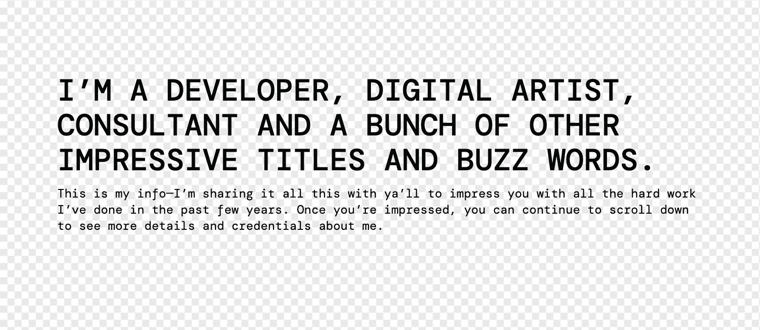 I’M A DEVELOPER, DIGITAL ARTIST,
CONSULTANT AND A BUNCH OF OTHER
IMPRESSIVE TITLES AND BUZZ WORDS.
This is my info—I’m sharing it all this with ya’ll to impress you with all the hard work
I’ve done in the past few years. Once you’re impressed, you can continue to scroll down
to see more details and credentials about me.